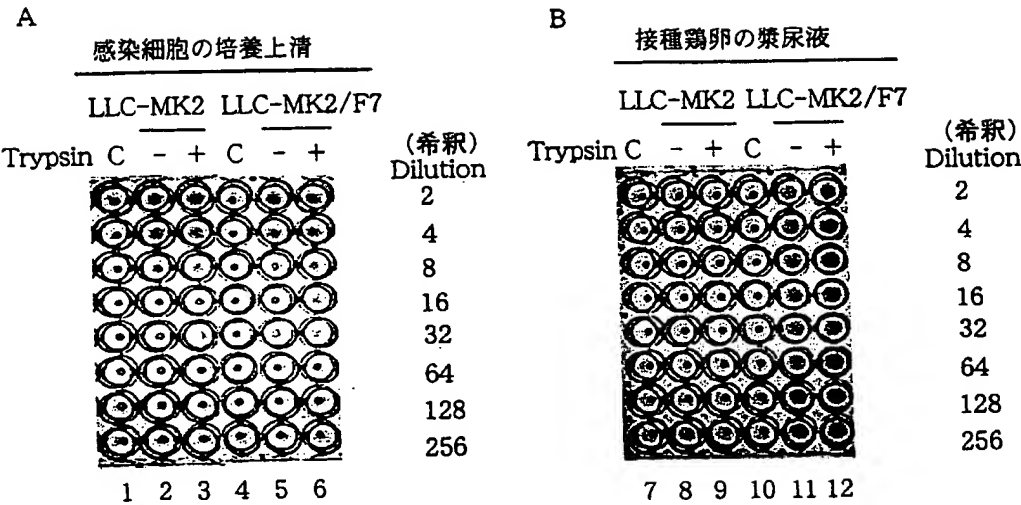 A
感染細胞の培養上清
LLC-MK2 LLC-MK2/F7
Trypsin C - + C - +
(希釈)
Dilution
2
4
8
16
32
64
128
256
1 2 3 4 5 6
B
接種鶏卵の漿尿液
LLC-MK2 LLC-MK2/F7
Trypsin C - + C - +
(希釈)
Dilution
2
4
8
16
32
64
128
256
7 8 9 10 11 12